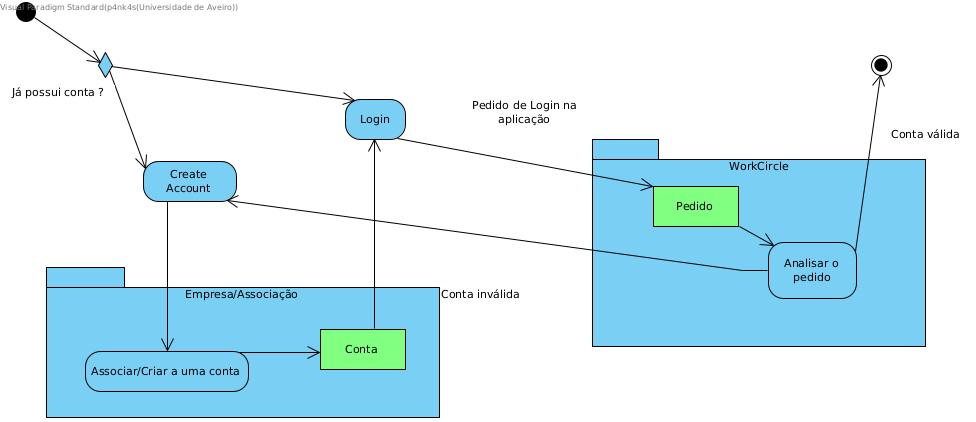 Visual Paradigm Standard(p4nk4s(Universidade de Aveiro))
Já possui conta ?
Login
Pedido de Login na
aplicação
Conta válida
WorkCircle
Create
Account
Pedido
Analisar o
pedido
Empresa/Associação
Conta inválida
Conta
Associar/Criar a uma conta